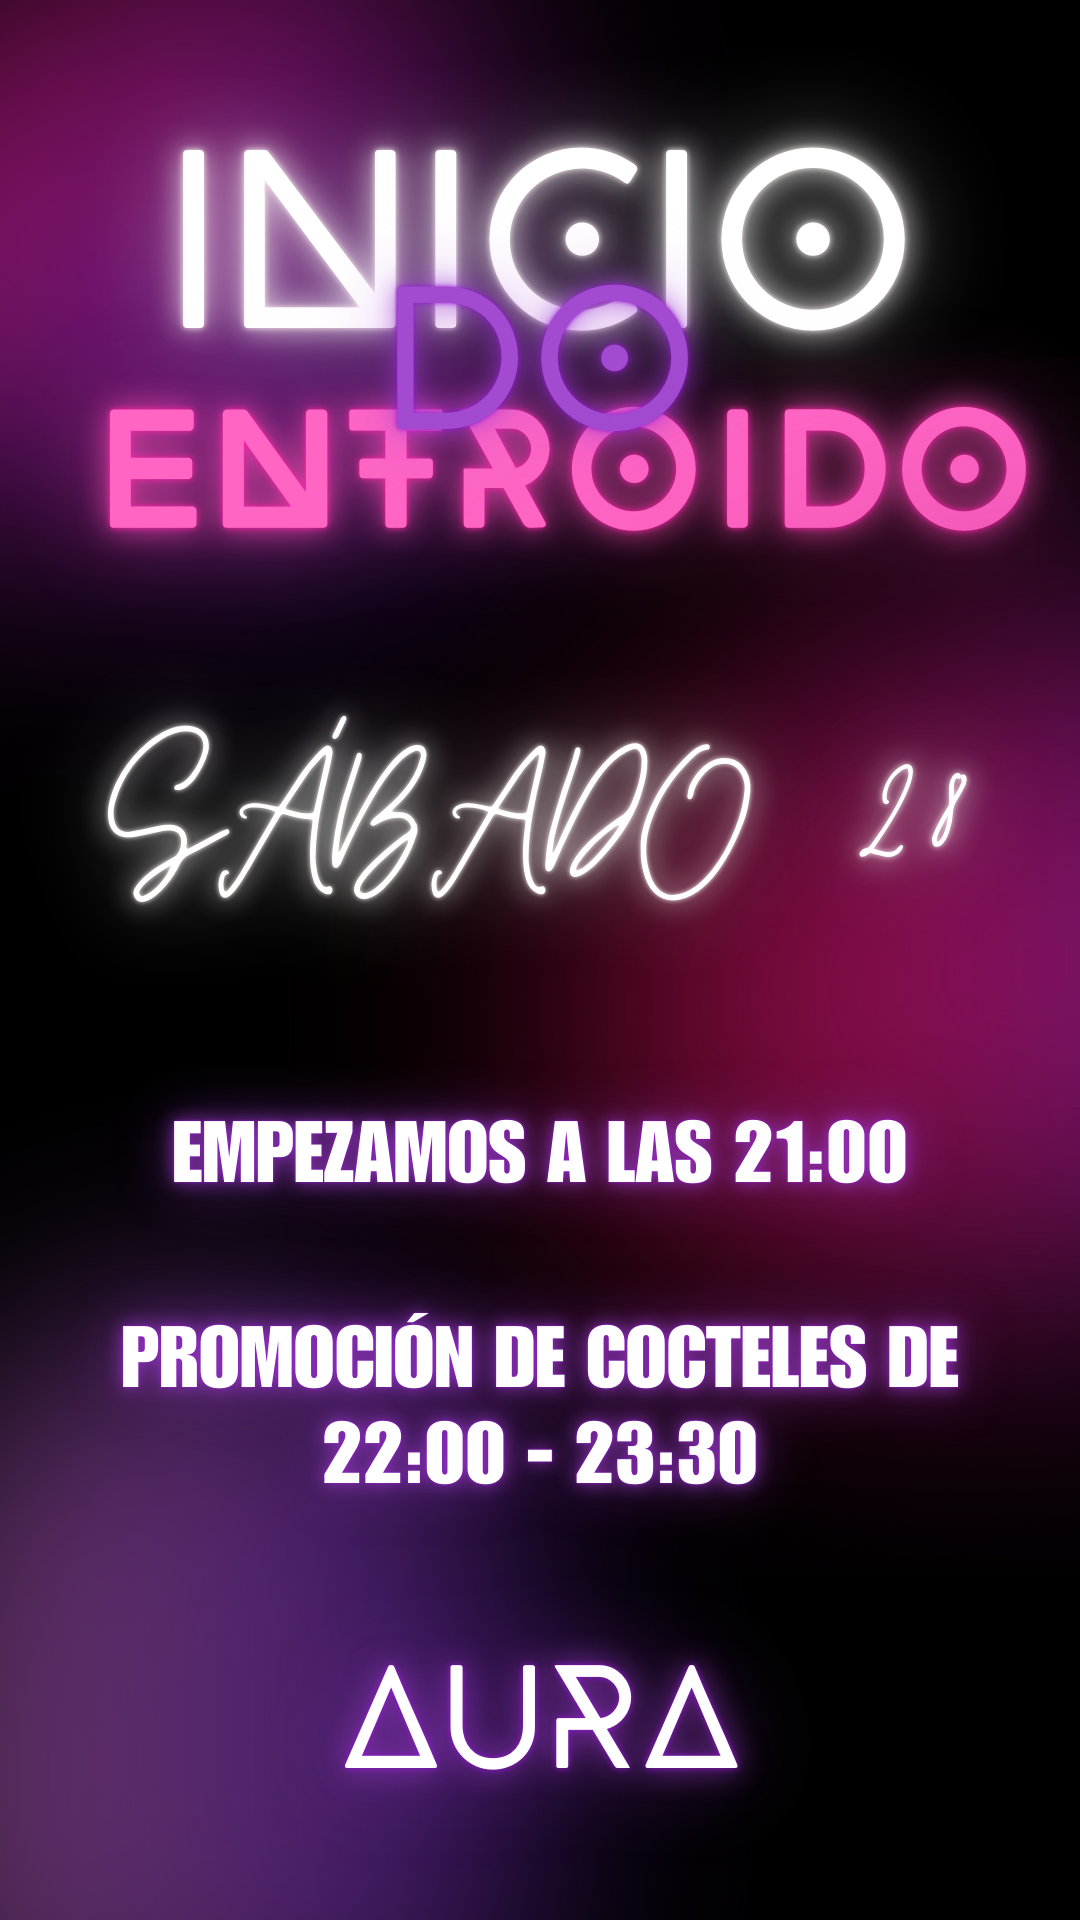 INICIO
DO
ENTROIDO
SÁBADO 28
EMPEZAMOS A LAS 21:00
PROMOCIÓN DE COCTELES DE
22:00 - 23:30
AURA